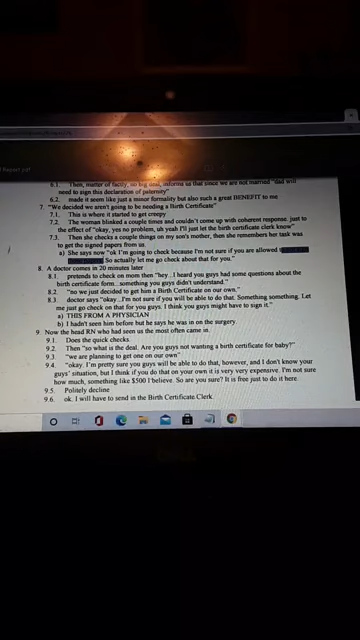 6.1. Then, matter of factly, no big deal, informs us that since we are not married "dad will
need to sign this declaration of paternity"
6.2. made it seem like just a minor formality but also such a great BENEFIT to me
7. "We decided we aren't going to be needing a Birth Certificate"
7.1. This is where it started to get creepy
7.2. The woman blinked a couple times and couldn't come up with coherent response. just to
the effect of "okay, yes no problem, uh yeah I'll just let the birth certificate clerk know"
7.3. Then she checks a couple things on my son's mother, then she remembers her task was
to get the signed papers from us.
a) She says now "ok I'm going to check because I'm not sure if you are allowed
So actually let me go check about that for you."
8. A doctor comes in 20 minutes later
8.1. pretends to check on mom then "hey...I heard you guys had some questions about the
birth certificate form...something you guys didn't understand."
8.2. "no we just decided to get him a Birth Certificate on our own."
8.3. doctor says "okay...I'm not sure if you will be able to do that. Something something. Let
me just go check on that for you guys. I think you guys might have to sign it."
a) THIS FROM A PHYSICIAN
b) I hadn't seen him before but he says he was in on the surgery.
9. Now the head RN who had seen us the most often came in.
9.1. Does the quick checks
9.2. Then "so what is the deal. Are you guys not wanting a birth certificate for baby?"
9.3. "we are planning to get one on our own"
9.4. "okay. I'm pretty sure you guys will be able to do that, however, and I don't know your
guys' situation, but I think if you do that on your own it is very very expensive. I'm not sure
how much, something like $500 I believe. So are you sure? It is free just to do it here
9.5. Politely decline
9.6. ok. I will have to send in the Birth Certificate Clerk.